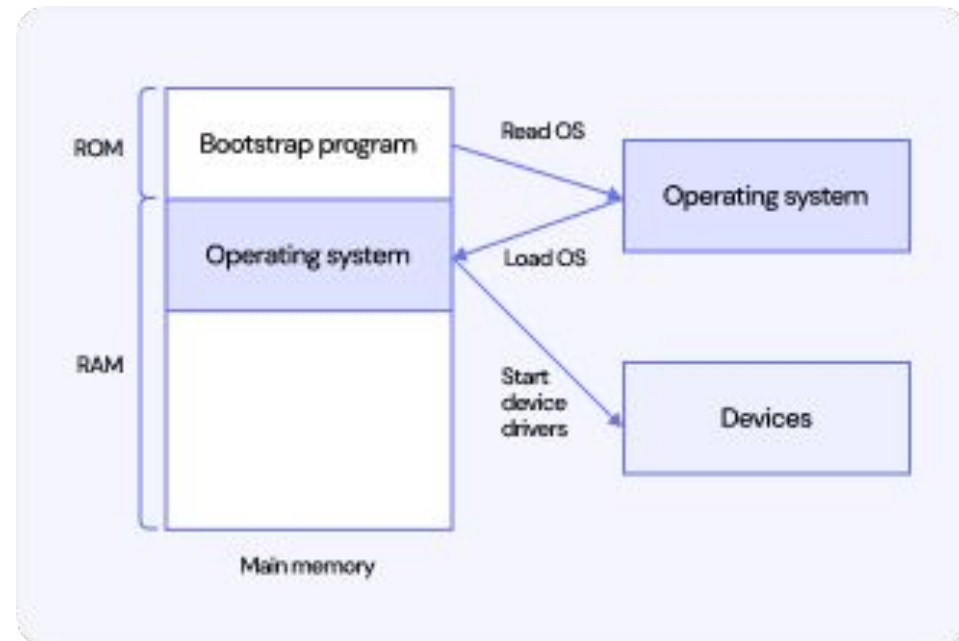 Read OS
ROM
Bootstrap program
Operating system
Operating system
Load OS
RAM
Start
device
drivers
Devices
Main memory